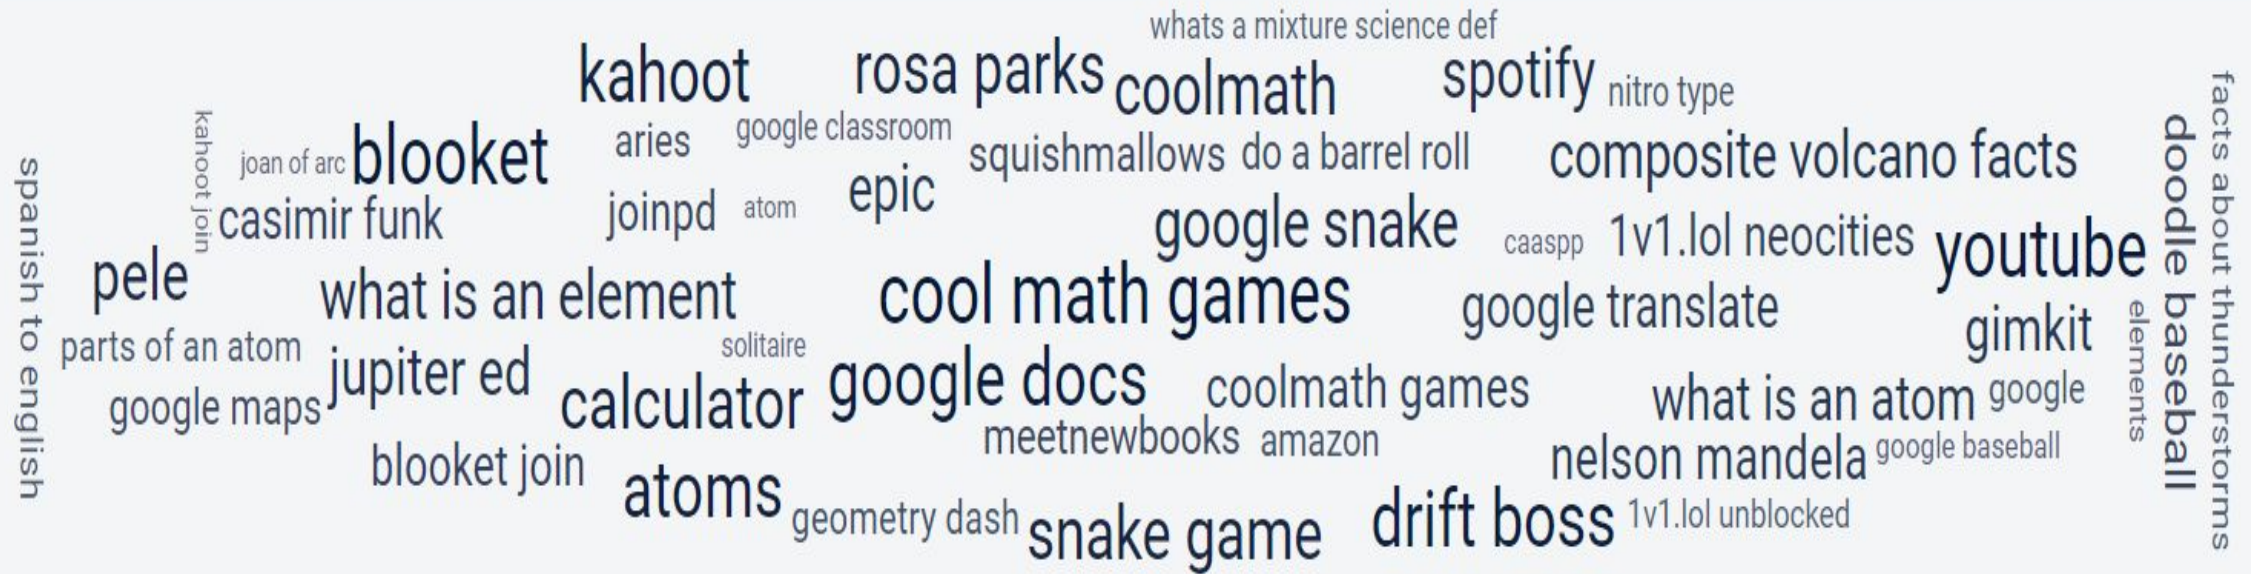 whats a mixture science def
kahoot
rosa parks
coolmath
spotify
nitro type
facts about thunderstorms
kahoot join
joan of arc
blooket
aries
google classroom
squishmallows
do a barrel roll
composite volcano facts
doodle baseball
spanish to english
casimir funk
joinpd
atom
epic
google snake
caaspp
1v1.lol neocities
youtube
pele
what is an element
cool math games
google translate
gimkit
elements
parts of an atom
jupiter ed
solitaire
google maps
calculator
google docs
coolmath games
what is an atom
google
meetnewbooks
amazon
nelson mandela
google baseball
blooket join
atoms
geometry dash
snake game
drift boss
1v1.lol unblocked